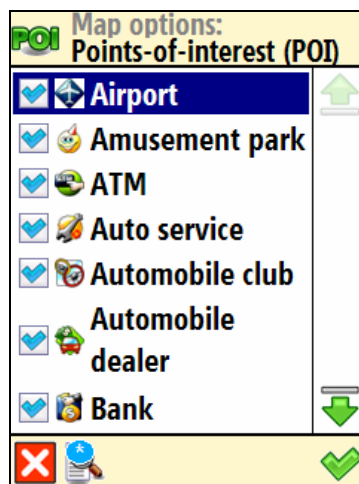 POI
Map options:
Points-of-interest (POI)
Airport
Amusement park
ATM
Auto service
Automobile club
Automobile
dealer
Bank